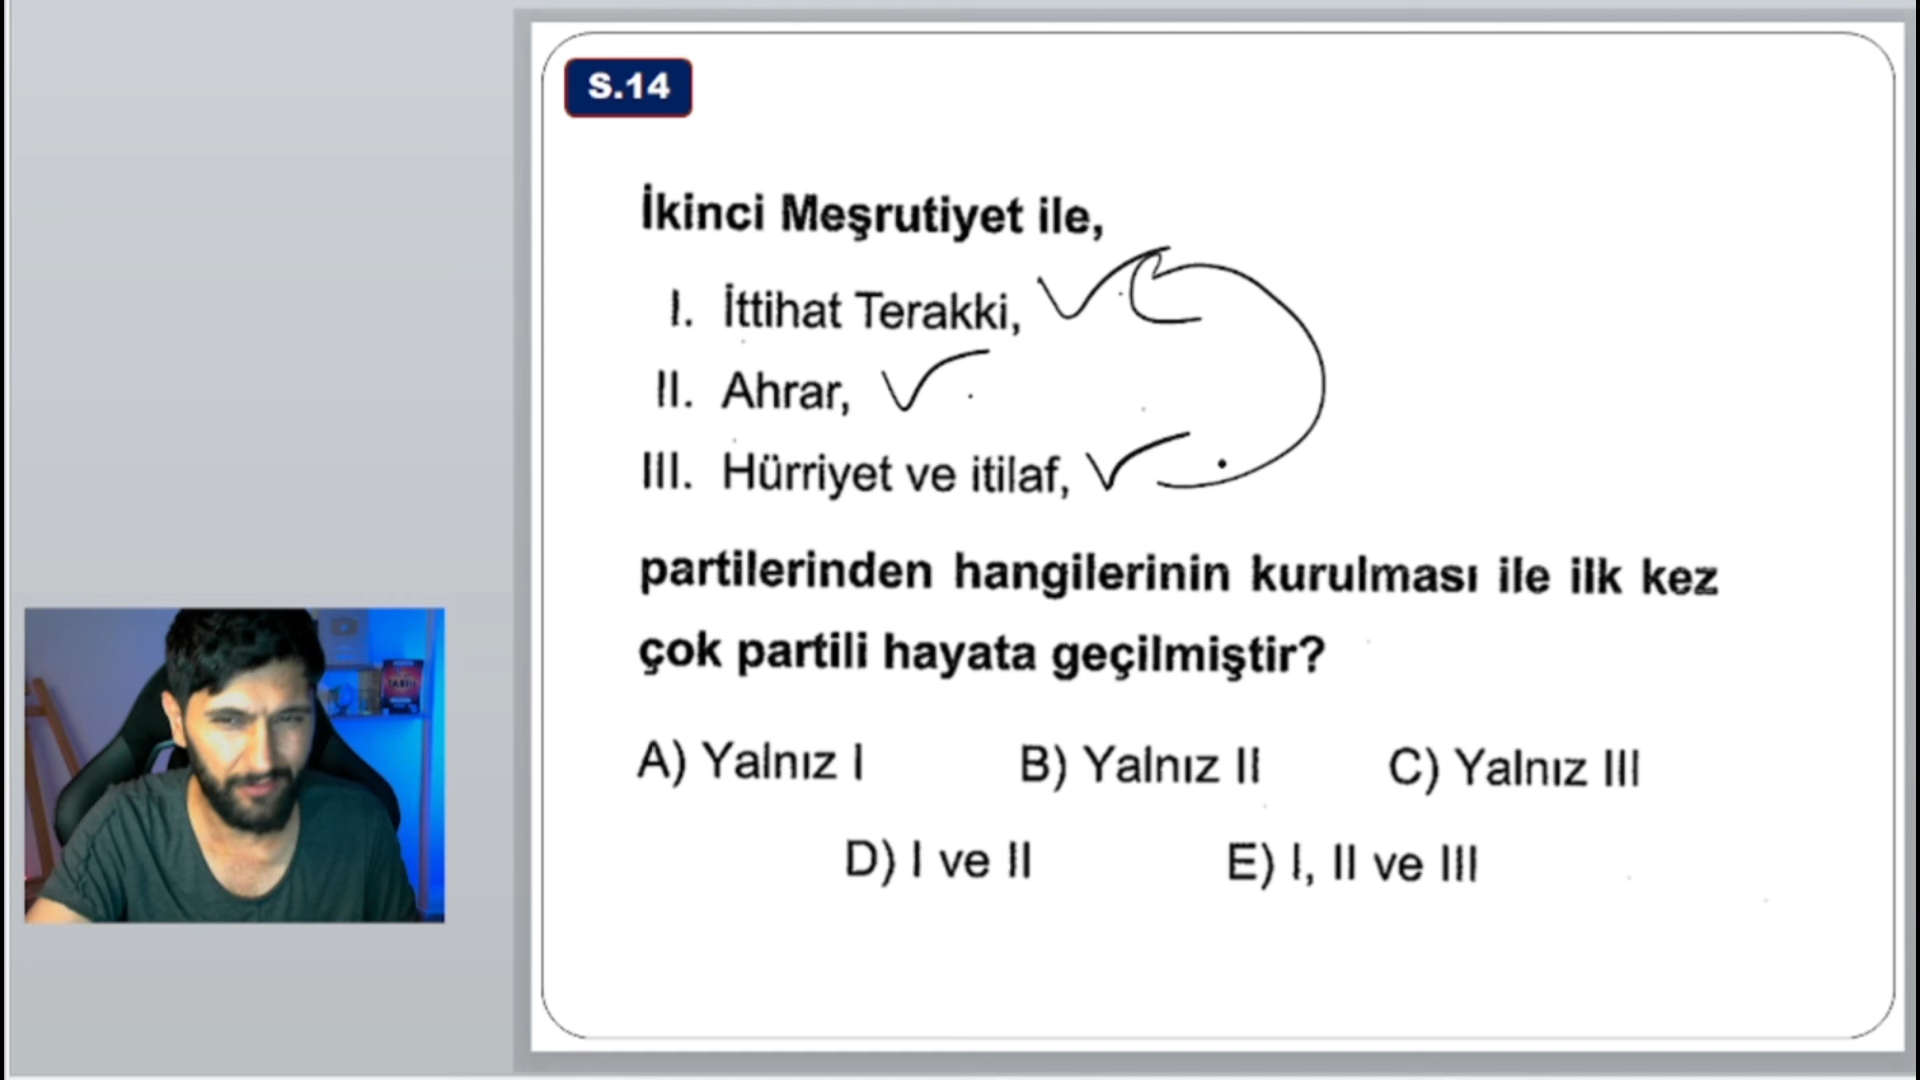 S.14
İkinci Meşrutiyet ile,
I. İttihat Terakki,
II. Ahrar,
III. Hürriyet ve itilaf,
partilerinden hangilerinin kurulması ile ilk kez
çok partili hayata geçilmiştir?
A) Yalnız I B) Yalnız II C) Yalnız III
D) I ve II E) I, II ve III
TARİH